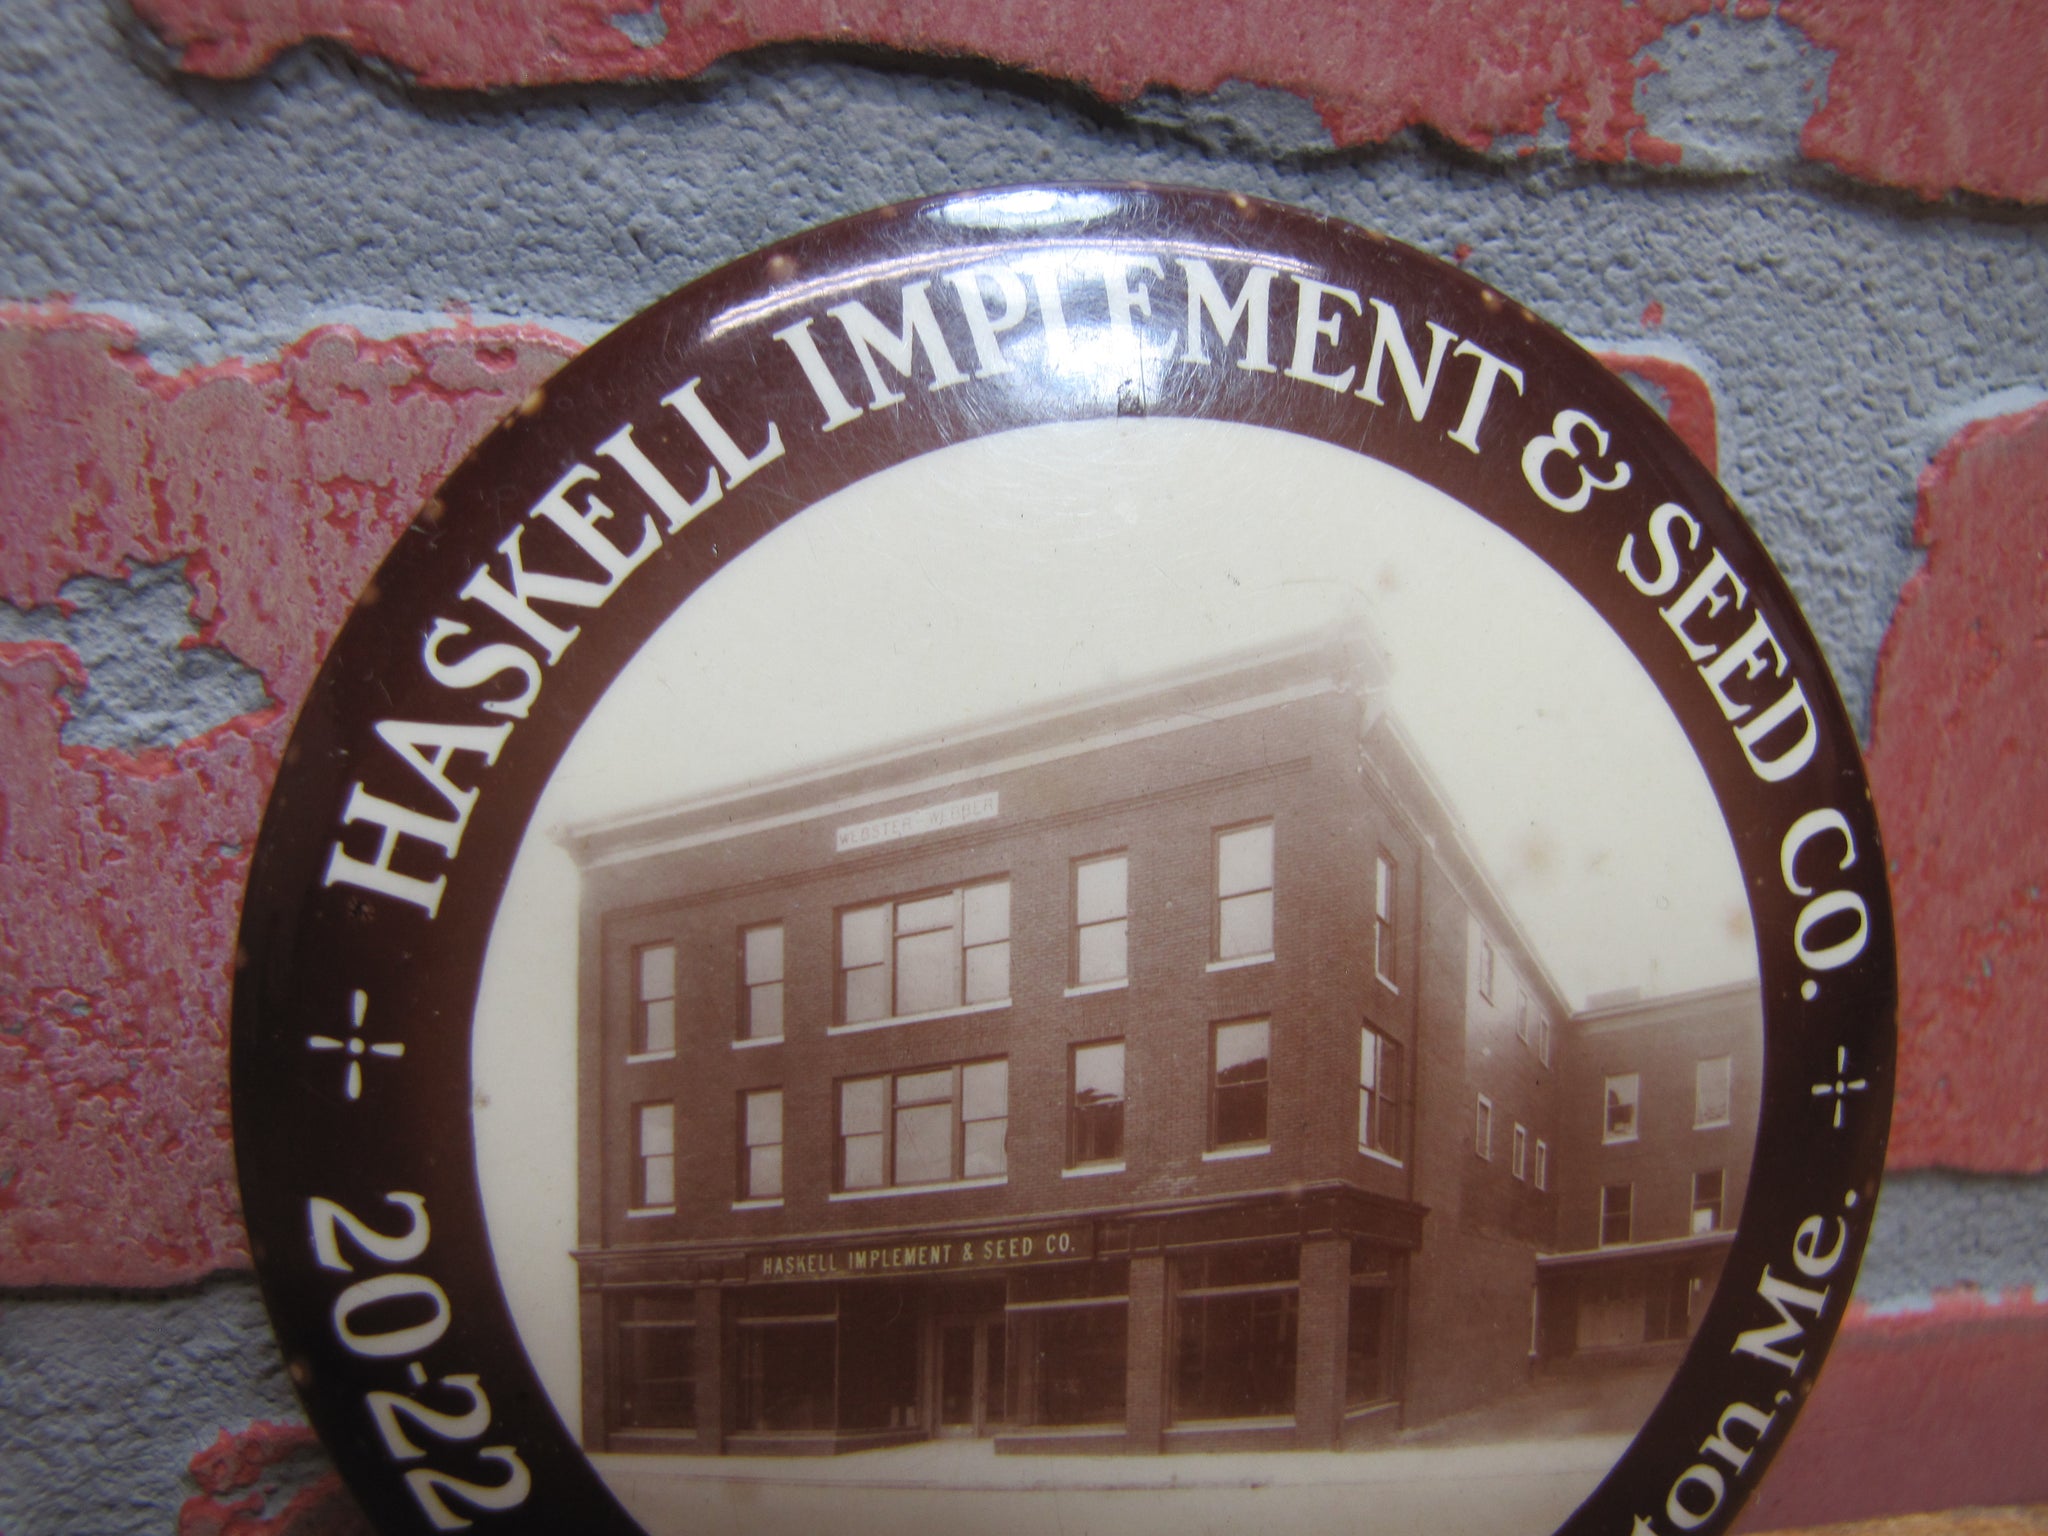 HASKELL IMPLEMENT & SEED CO.
20-22
ton, Me.
WEBSTER WEBBER
HASKELL IMPLEMENT & SEED CO.